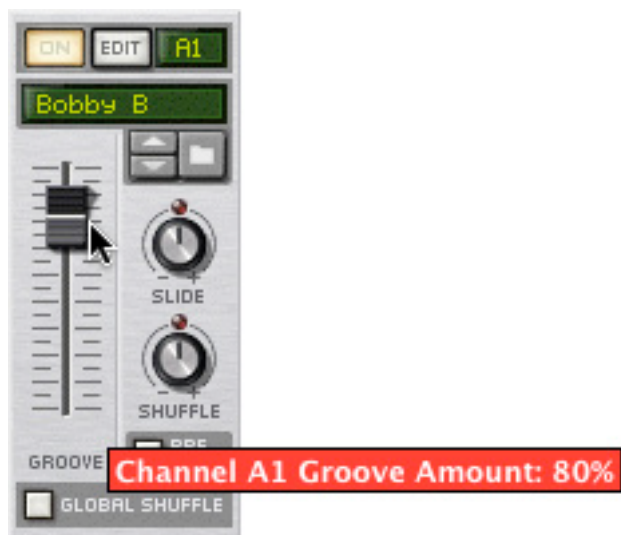 ON EDIT A1
Bobby B
- +
SLIDE
- +
SHUFFLE
GROOVE
Channel A1 Groove Amount: 80%
GLOBAL SHUFFLE